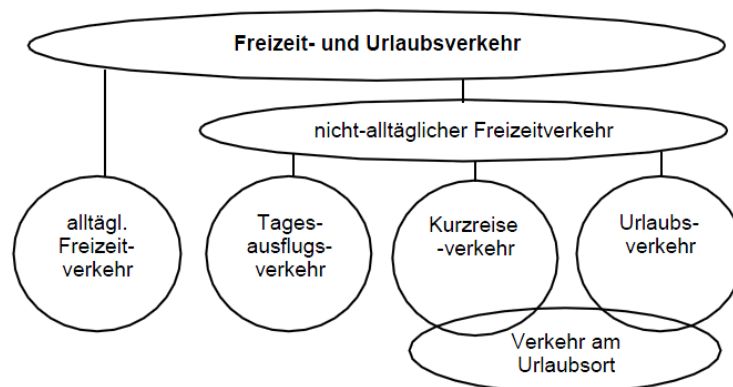 Freizeit- und Urlaubsverkehr
nicht-alltäglicher Freizeitverkehr
alltägl.
Freizeit-
verkehr
Tages-
ausflugs-
verkehr
Kurzreise
-verkehr
Urlaubs-
verkehr
Verkehr am
Urlaubsort